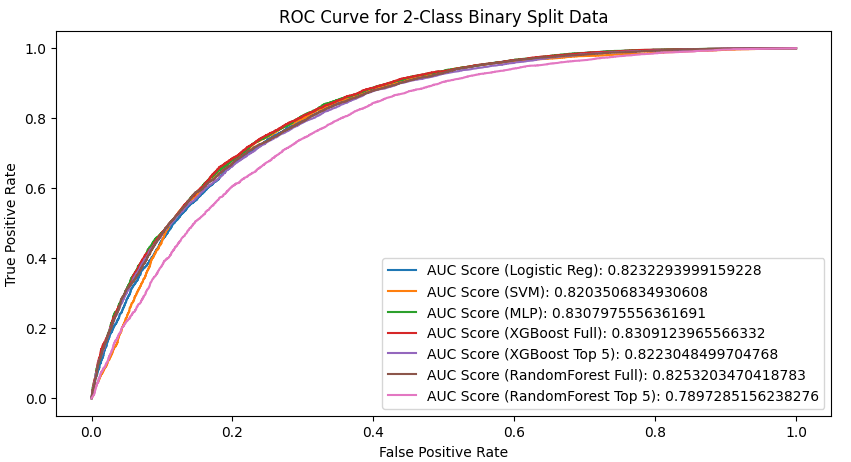 ROC Curve for 2-Class Binary Split Data
1.0
0.8
0.6
0.4
0.2
0.0
True Positive Rate
AUC Score (Logistic Reg): 0.8232293999159228
AUC Score (SVM): 0.8203506834930608
AUC Score (MLP): 0.8307975556361691
AUC Score (XGBoost Full): 0.8309123965566332
AUC Score (XGBoost Top 5): 0.8223048499704768
AUC Score (RandomForest Full): 0.8253203470418783
AUC Score (RandomForest Top 5): 0.7897285156238276
0.0 0.2 0.4 0.6 0.8 1.0
False Positive Rate